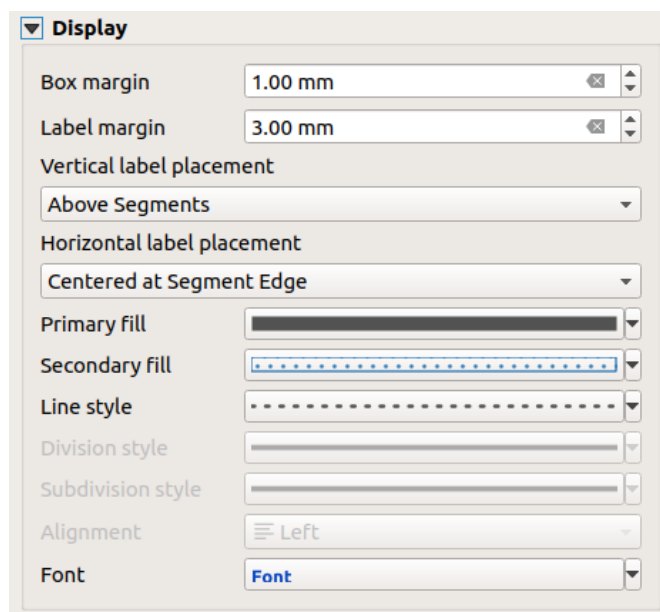 Display
Box margin 1.00 mm
Label margin 3.00 mm
Vertical label placement
Above Segments
Horizontal label placement
Centered at Segment Edge
Primary fill
Secondary fill
Line style
Division style
Subdivision style
Alignment Left
Font Font